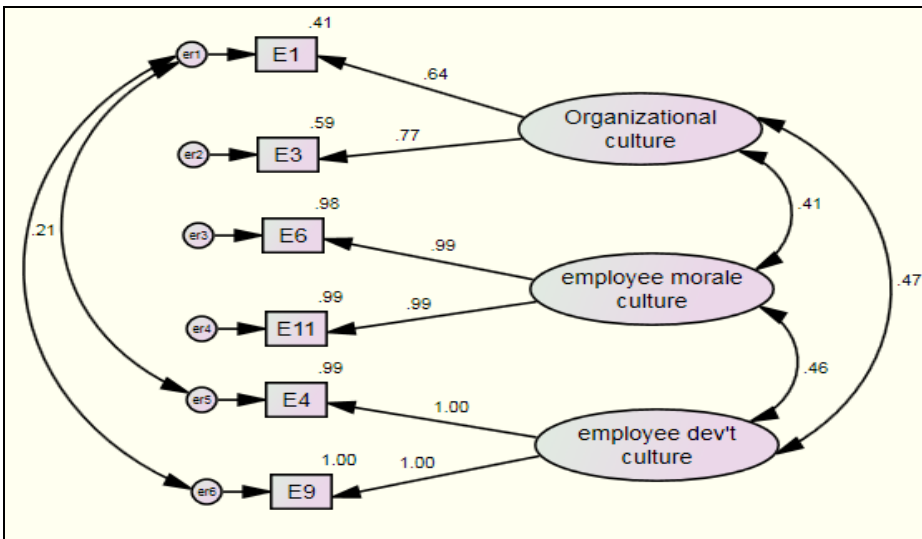 .41
er1
E1
.64
Organizational
culture
.59
.77
er2
E3
.41
.21
.98
er3
E6
.99
employee morale
culture
.47
.99
.99
er4
E11
.99
.46
er5
E4
1.00
employee dev't
culture
1.00
1.00
er6
E9